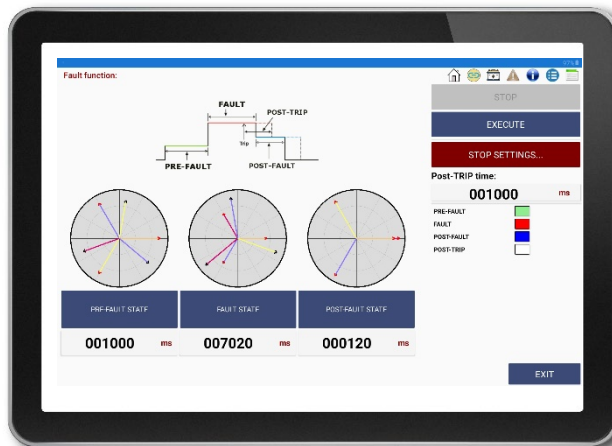 97%
Fault function:
FAULT
POST-TRIP
Trip
PRE-FAULT
POST-FAULT
STOP
EXECUTE
STOP SETTINGS...
Post-TRIP time:
001000 ms
PRE-FAULT
FAULT
POST-FAULT
POST-TRIP
PRE-FAULT STATE
FAULT STATE
POST-FAULT STATE
001000 ms
007020 ms
000120 ms
EXIT